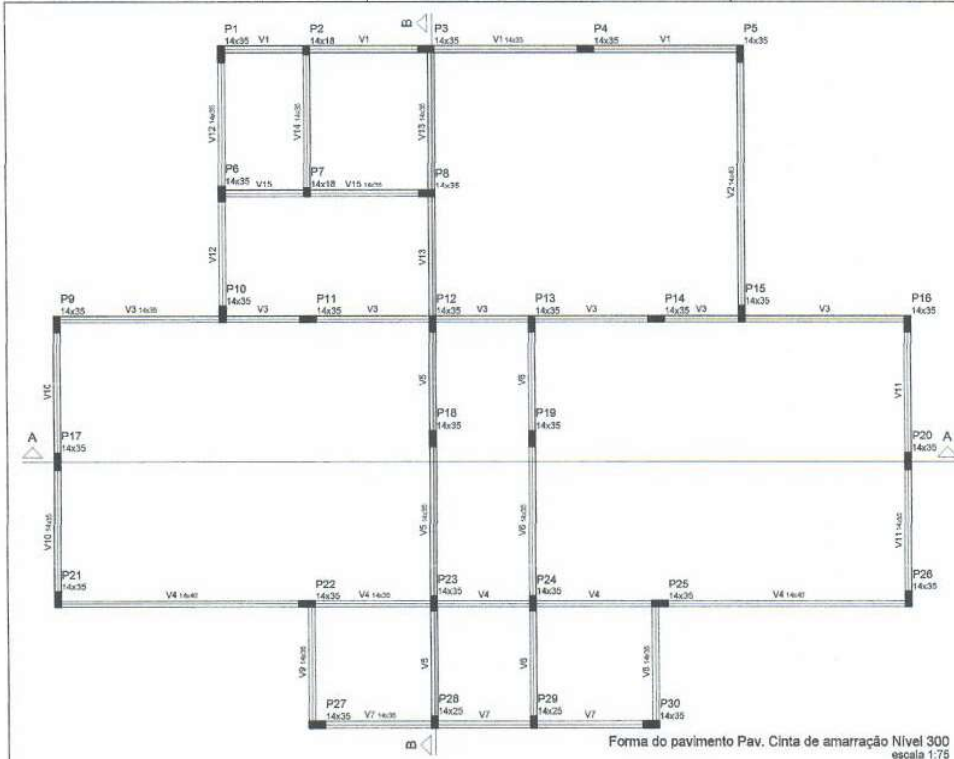 B
P1
14x35
V1
P2
14x18
V1
P3
14x35
V1 14x35
P4
14x35
V1
P5
14x35
V12 14x35
V14 14x35
V13 14x35
V2 14x40
P6
14x35
V15
P7
14x18
V15 14x35
P8
14x35
V12
V13
P9
14x35
V3 14x35
P10
14x35
V3
P11
14x35
V3
P12
14x35
V3
P13
14x35
V3
P14
14x35
V3
P15
14x35
V3
P16
14x35
V10
V5
V6
V11
A
P17
14x35
P18
14x35
P19
14x35
P20
14x35
A
V10 14x35
V5 14x35
V6 14x35
V11 14x35
P21
14x35
V4 14x40
P22
14x35
V4 14x35
P23
14x35
V4
P24
14x35
V4
P25
14x35
V4 14x40
P26
14x35
V9 14x35
V5
V6
V8 14x35
P27
14x35
V7 14x35
P28
14x25
V7
P29
14x25
V7
P30
14x35
B
Forma do pavimento Pav. Cinta de amarração Nível 300
escala 1:75